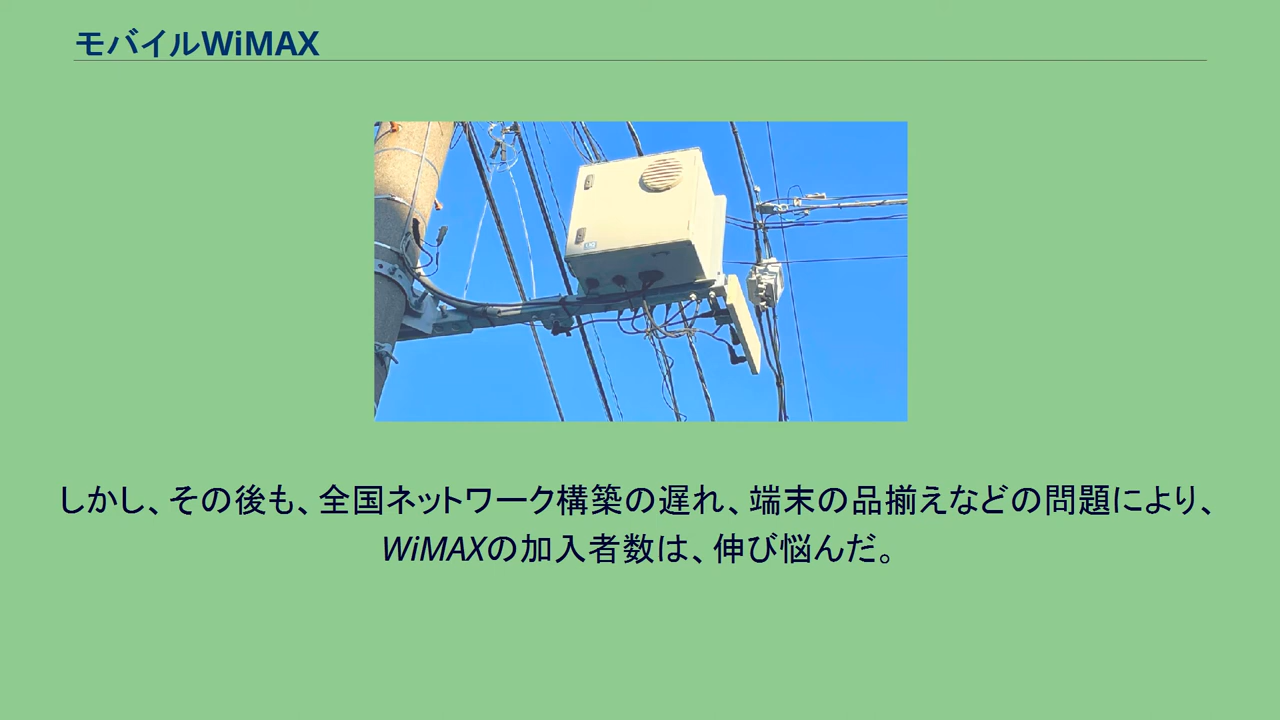 モバイルWiMAX
しかし、その後も、全国ネットワーク構築の遅れ、端末の品揃えなどの問題により、
WiMAXの加入者数は、伸び悩んだ。